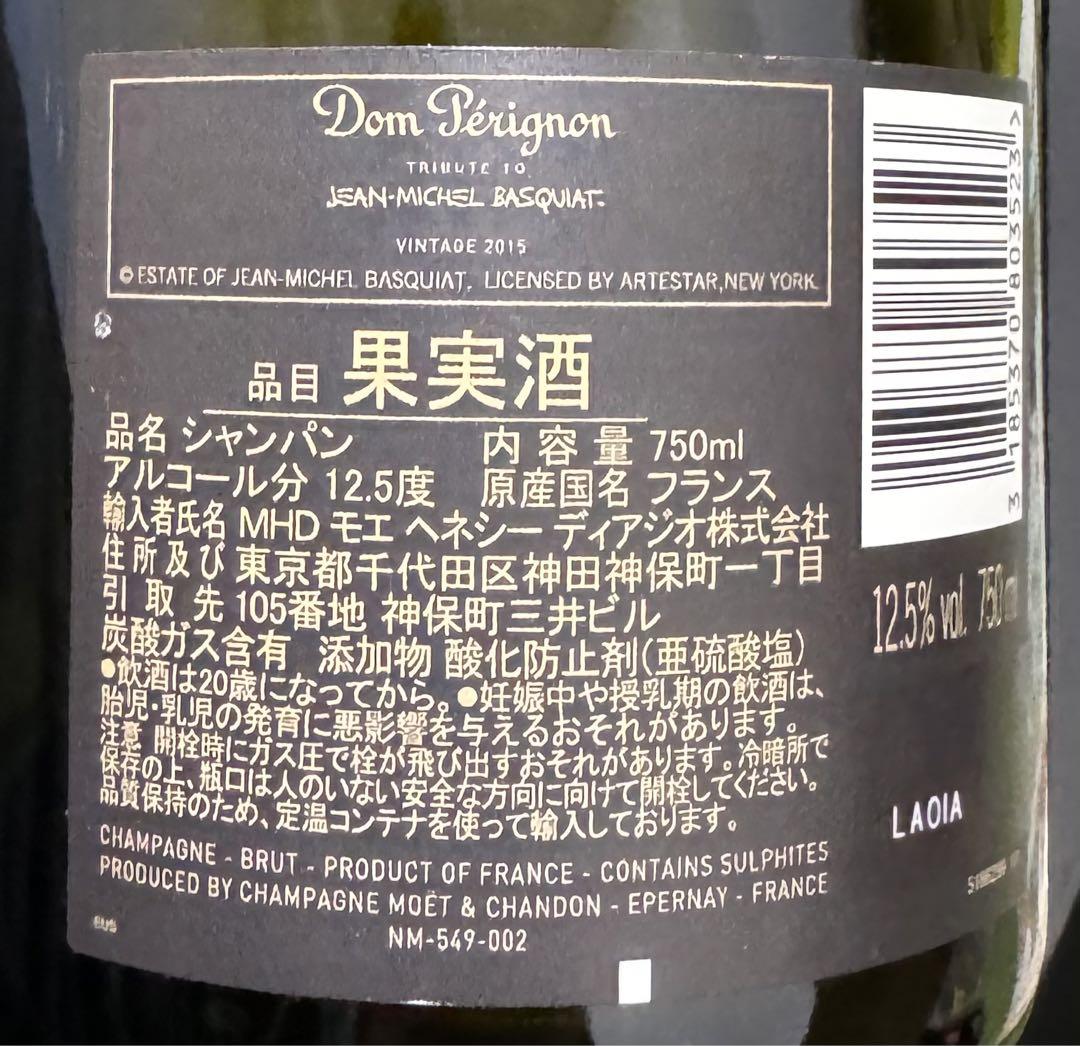 Dom Pérignon
TRIBUTE TO
JEAN-MICHEL BASQUIAT.
VINTAGE 2015
© ESTATE OF JEAN-MICHEL BASQUIAT. LICENSED BY ARTESTAR, NEW YORK
品目 果実酒
品名 シャンパン 内容量 750ml
アルコール分 12.5度 原産国名 フランス
輸入者氏名 MHD モエ ヘネシー ディアジオ株式会社
住所及び 東京都千代田区神田神保町一丁目
引取先 105番地 神保町三井ビル
炭酸ガス含有 添加物 酸化防止剤(亜硫酸塩)
●飲酒は20歳になってから。●妊娠中や授乳期の飲酒は、
胎児・乳児の発育に悪影響を与えるおそれがあります。
注意 開栓時にガス圧で栓が飛び出すおそれがあります。冷暗所で
保存の上、瓶口は人のいない安全な方向に向けて開栓してください。
品質保持のため、定温コンテナを使って輸入しております。
CHAMPAGNE - BRUT - PRODUCT OF FRANCE - CONTAINS SULPHITES
PRODUCED BY CHAMPAGNE MOËT & CHANDON - EPERNAY - FRANCE
NM-549-002
3 185370 803523 >
12.5% vol. 750 ml
LAOIA